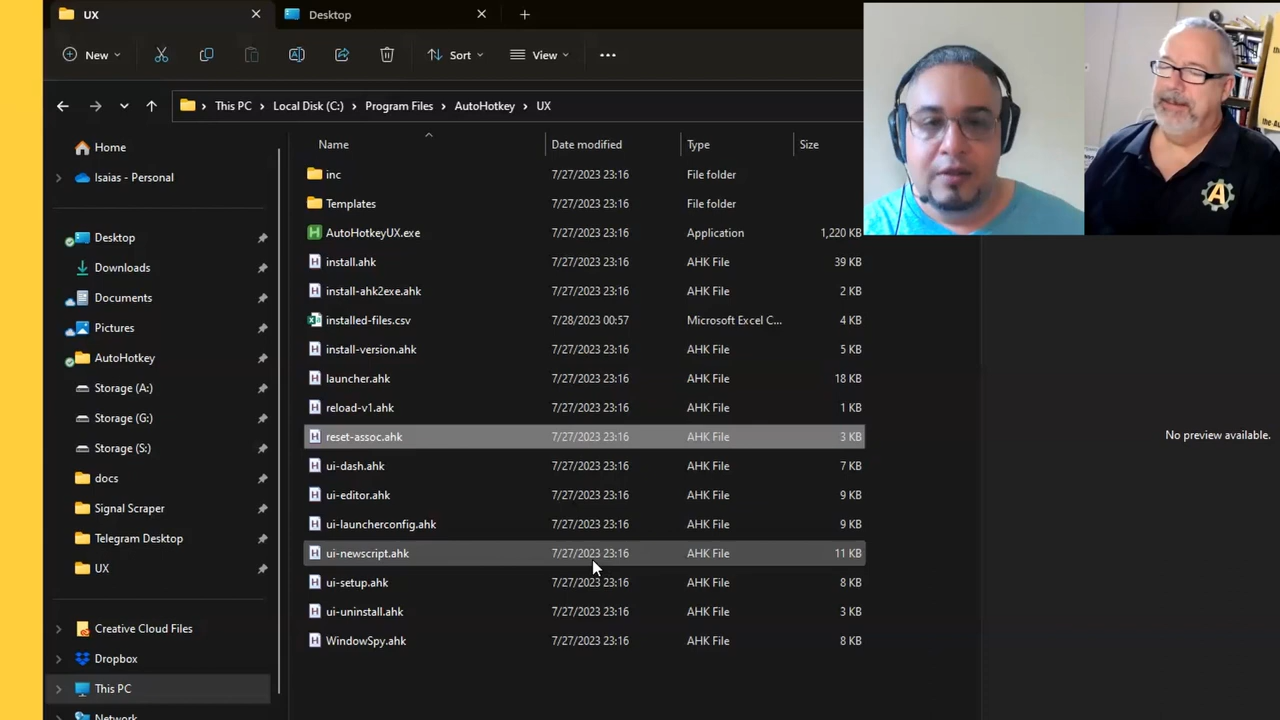 UX
Desktop
New
Sort
View
This PC
Local Disk (C:)
Program Files
AutoHotkey
UX
Name
Date modified
Type
Size
Home
Isaias - Personal
Desktop
Downloads
Documents
Pictures
AutoHotkey
Storage (A:)
Storage (G:)
Storage (S:)
docs
Signal Scraper
Telegram Desktop
UX
Creative Cloud Files
Dropbox
This PC
Network
inc 7/27/2023 23:16 File folder
Templates 7/27/2023 23:16 File folder
AutoHotkeyUX.exe 7/27/2023 23:16 Application 1,220 KB
install.ahk 7/27/2023 23:16 AHK File 39 KB
install-ahk2exe.ahk 7/27/2023 23:16 AHK File 2 KB
installed-files.csv 7/28/2023 00:57 Microsoft Excel C... 4 KB
install-version.ahk 7/27/2023 23:16 AHK File 5 KB
launcher.ahk 7/27/2023 23:16 AHK File 18 KB
reload-v1.ahk 7/27/2023 23:16 AHK File 1 KB
reset-assoc.ahk 7/27/2023 23:16 AHK File 3 KB
ui-dash.ahk 7/27/2023 23:16 AHK File 7 KB
ui-editor.ahk 7/27/2023 23:16 AHK File 9 KB
ui-launcherconfig.ahk 7/27/2023 23:16 AHK File 9 KB
ui-newscript.ahk 7/27/2023 23:16 AHK File 11 KB
ui-setup.ahk 7/27/2023 23:16 AHK File 8 KB
ui-uninstall.ahk 7/27/2023 23:16 AHK File 3 KB
WindowSpy.ahk 7/27/2023 23:16 AHK File 8 KB
No preview available.
A